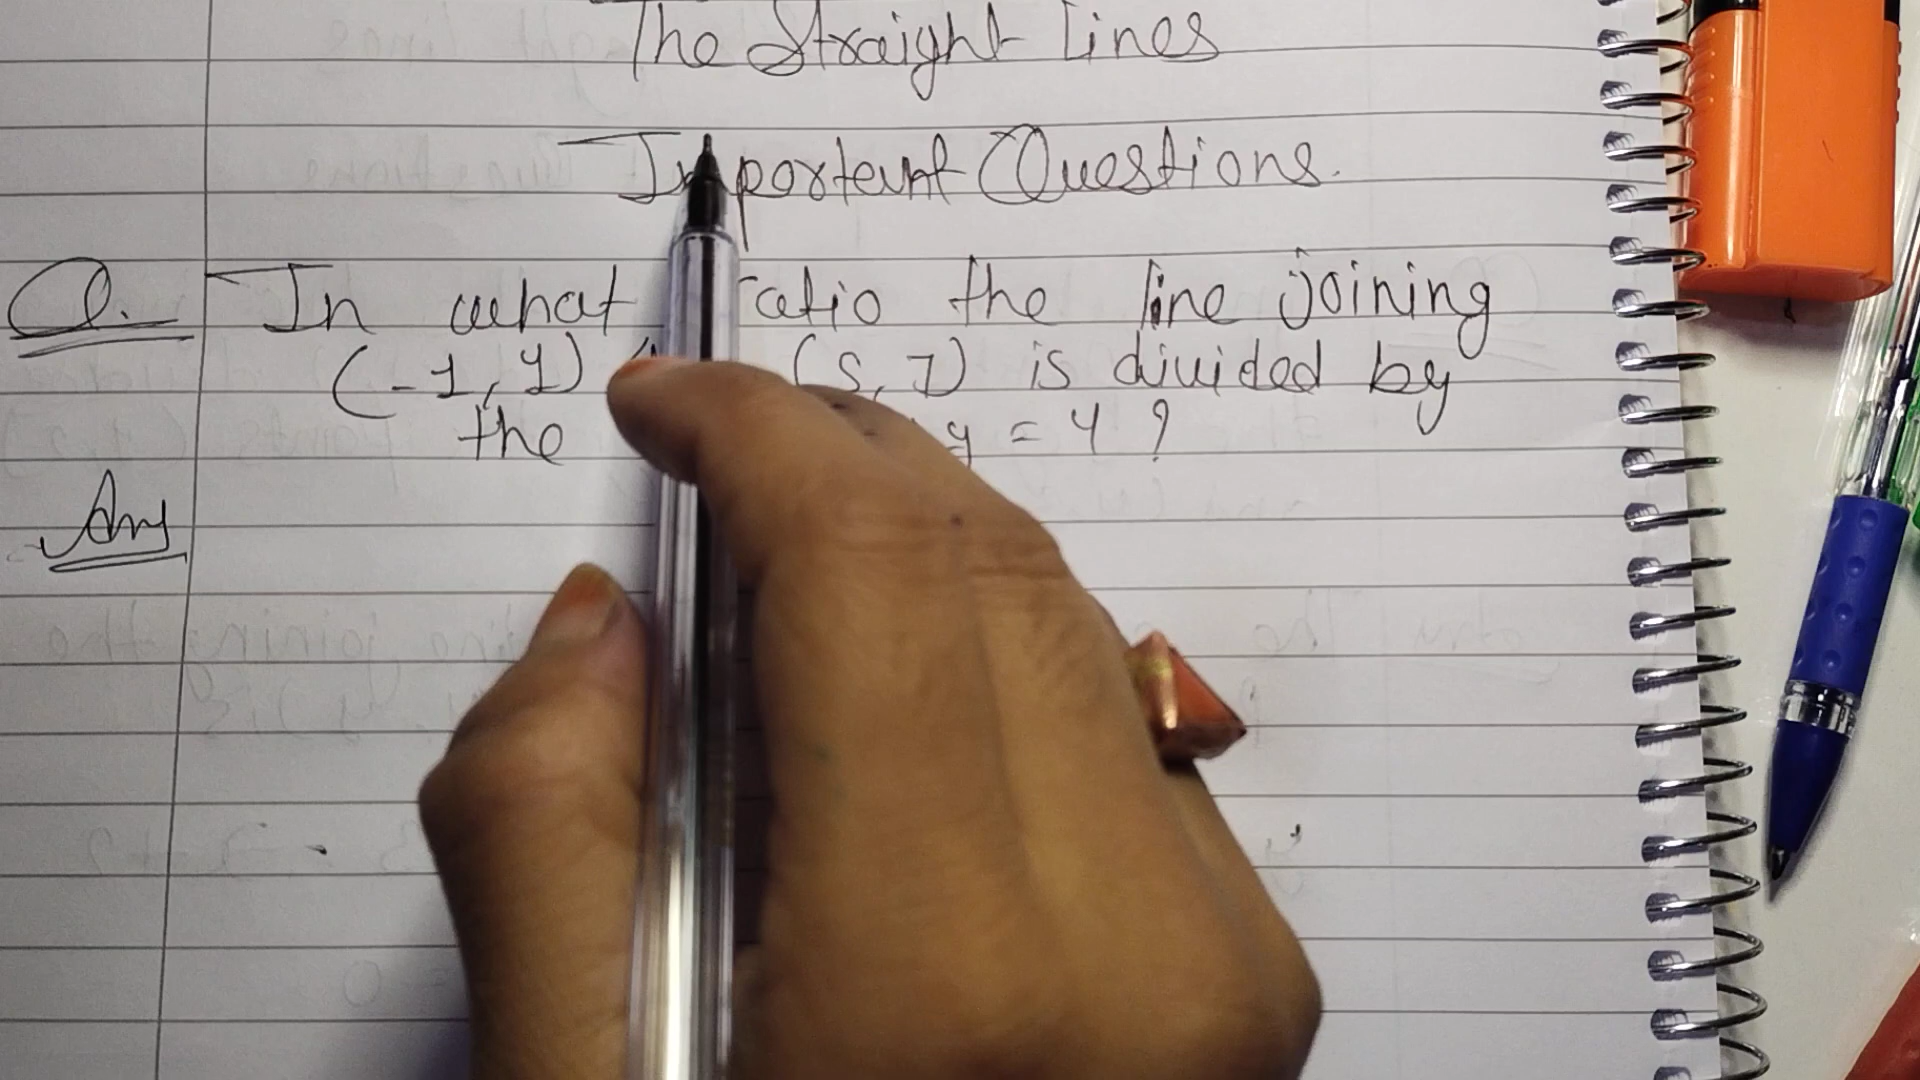 The Straight Lines
Important Questions.
Q. In what ratio the line joining
(-1, 1) (5, 7) is divided by
the y = 4 ?
Ans